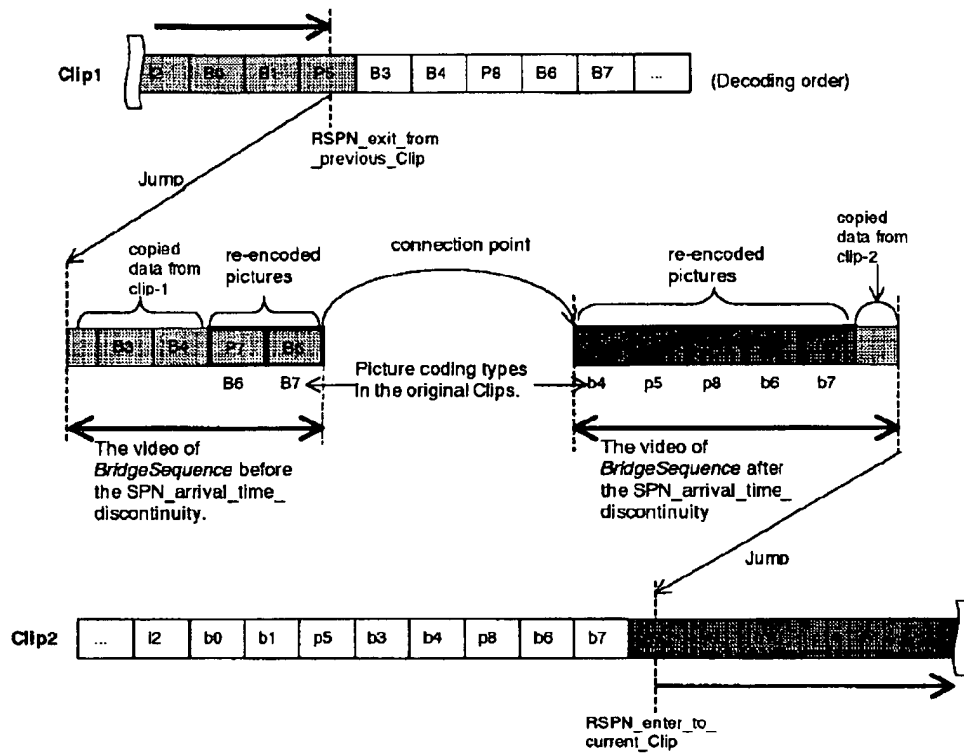 Clip1
I2 B0 B1 P5 B3 B4 P8 B6 B7 ...
(Decoding order)
RSPN_exit_from
_previous_Clip
Jump
copied
data from
clip-1
re-encoded
pictures
connection point
re-encoded
pictures
copied
data from
clip-2
B3 B4 P7 B6
B6 B7
Picture coding types
in the original Clips.
b4 p5 p8 b6 b7
The video of
BridgeSequence before
the SPN_arrival_time_
discontinuity.
The video of
BridgeSequence after
the SPN_arrival_time_
discontinuity
Jump
Clip2
... I2 b0 b1 p5 b3 b4 p8 b6 b7
RSPN_enter_to_
current_Clip